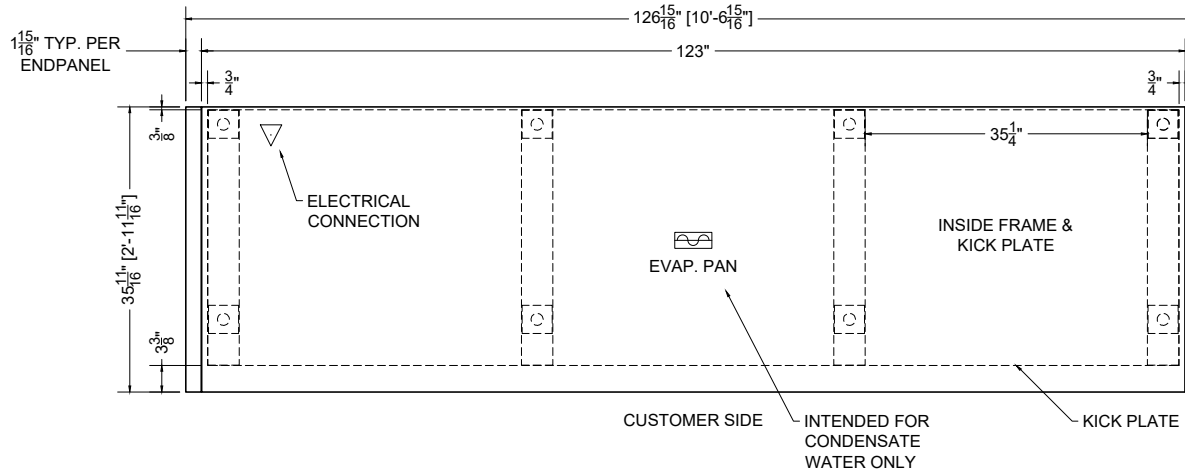 126 15/16" [10'-6 15/16"]
1 15/16" TYP. PER
ENDPANEL
123"
3/4"
3/4"
3/8"
35 1/4"
ELECTRICAL
CONNECTION
INSIDE FRAME &
KICK PLATE
EVAP. PAN
35 11/16" [2'-11 11/16"]
3 3/8"
CUSTOMER SIDE
INTENDED FOR
CONDENSATE
WATER ONLY
KICK PLATE